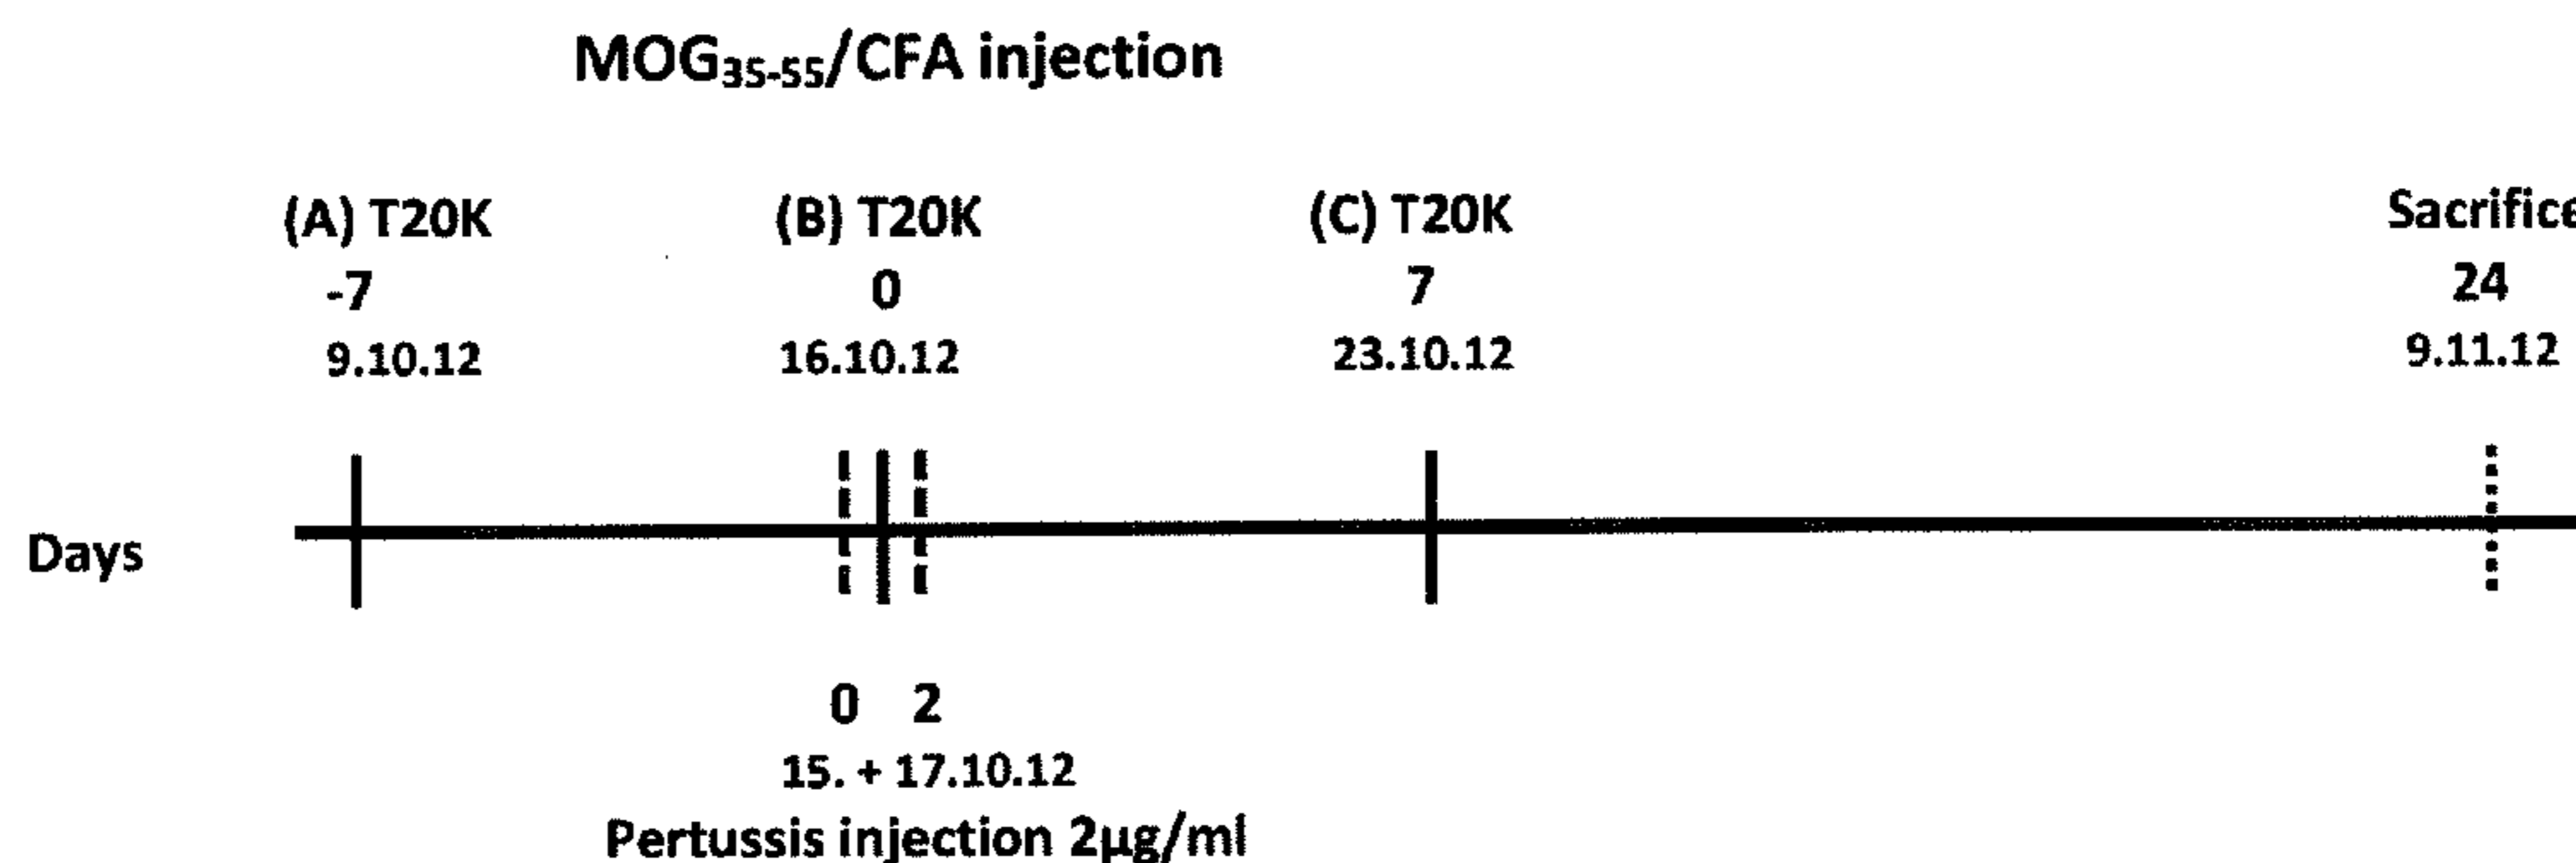 MOG35-55/CFA injection
(A) T20K (B) T20K (C) T20K Sacrifice
-7 0 7 24
9.10.12 16.10.12 23.10.12 9.11.12
Days
0 2
15. + 17.10.12
Pertussis injection 2µg/ml